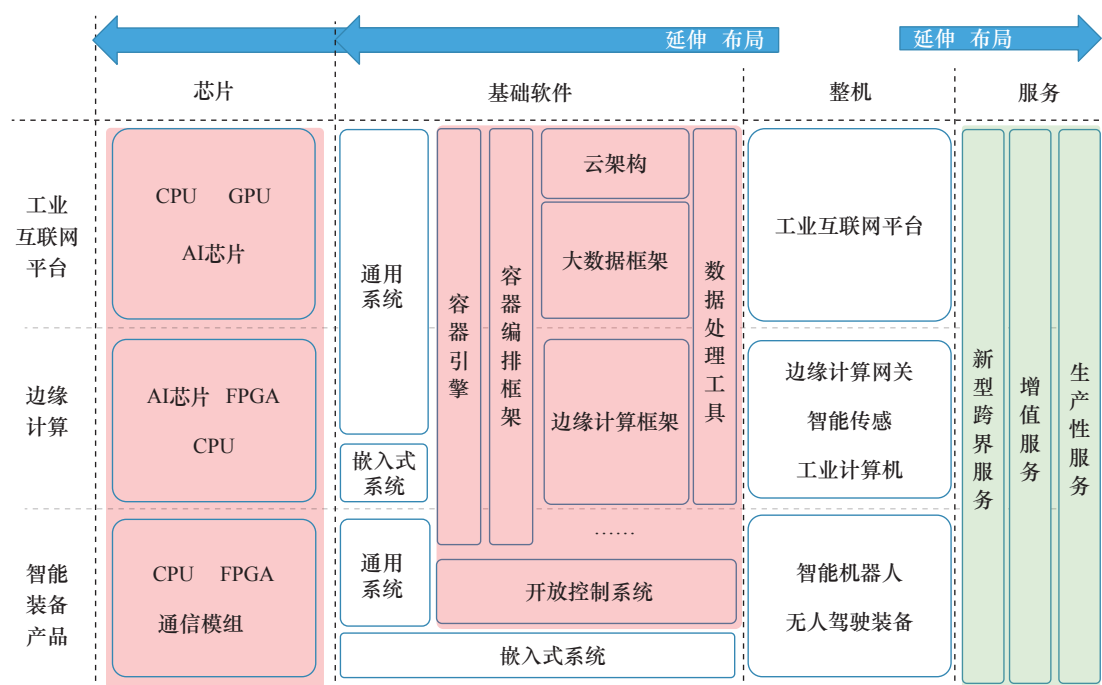 延伸 布局
延伸 布局
芯片
基础软件
整机
服务
工业
互联网
平台
CPU GPU
AI芯片
通用
系统
容器引擎
容器编排框架
云架构
大数据框架
数据处理工具
工业互联网平台
新型跨界服务
增值服务
生产性服务
边缘
计算
AI芯片 FPGA
CPU
嵌入式
系统
边缘计算框架
边缘计算网关
智能传感
工业计算机
智能
装备
产品
CPU FPGA
通信模组
通用
系统
……
开放控制系统
嵌入式系统
智能机器人
无人驾驶装备